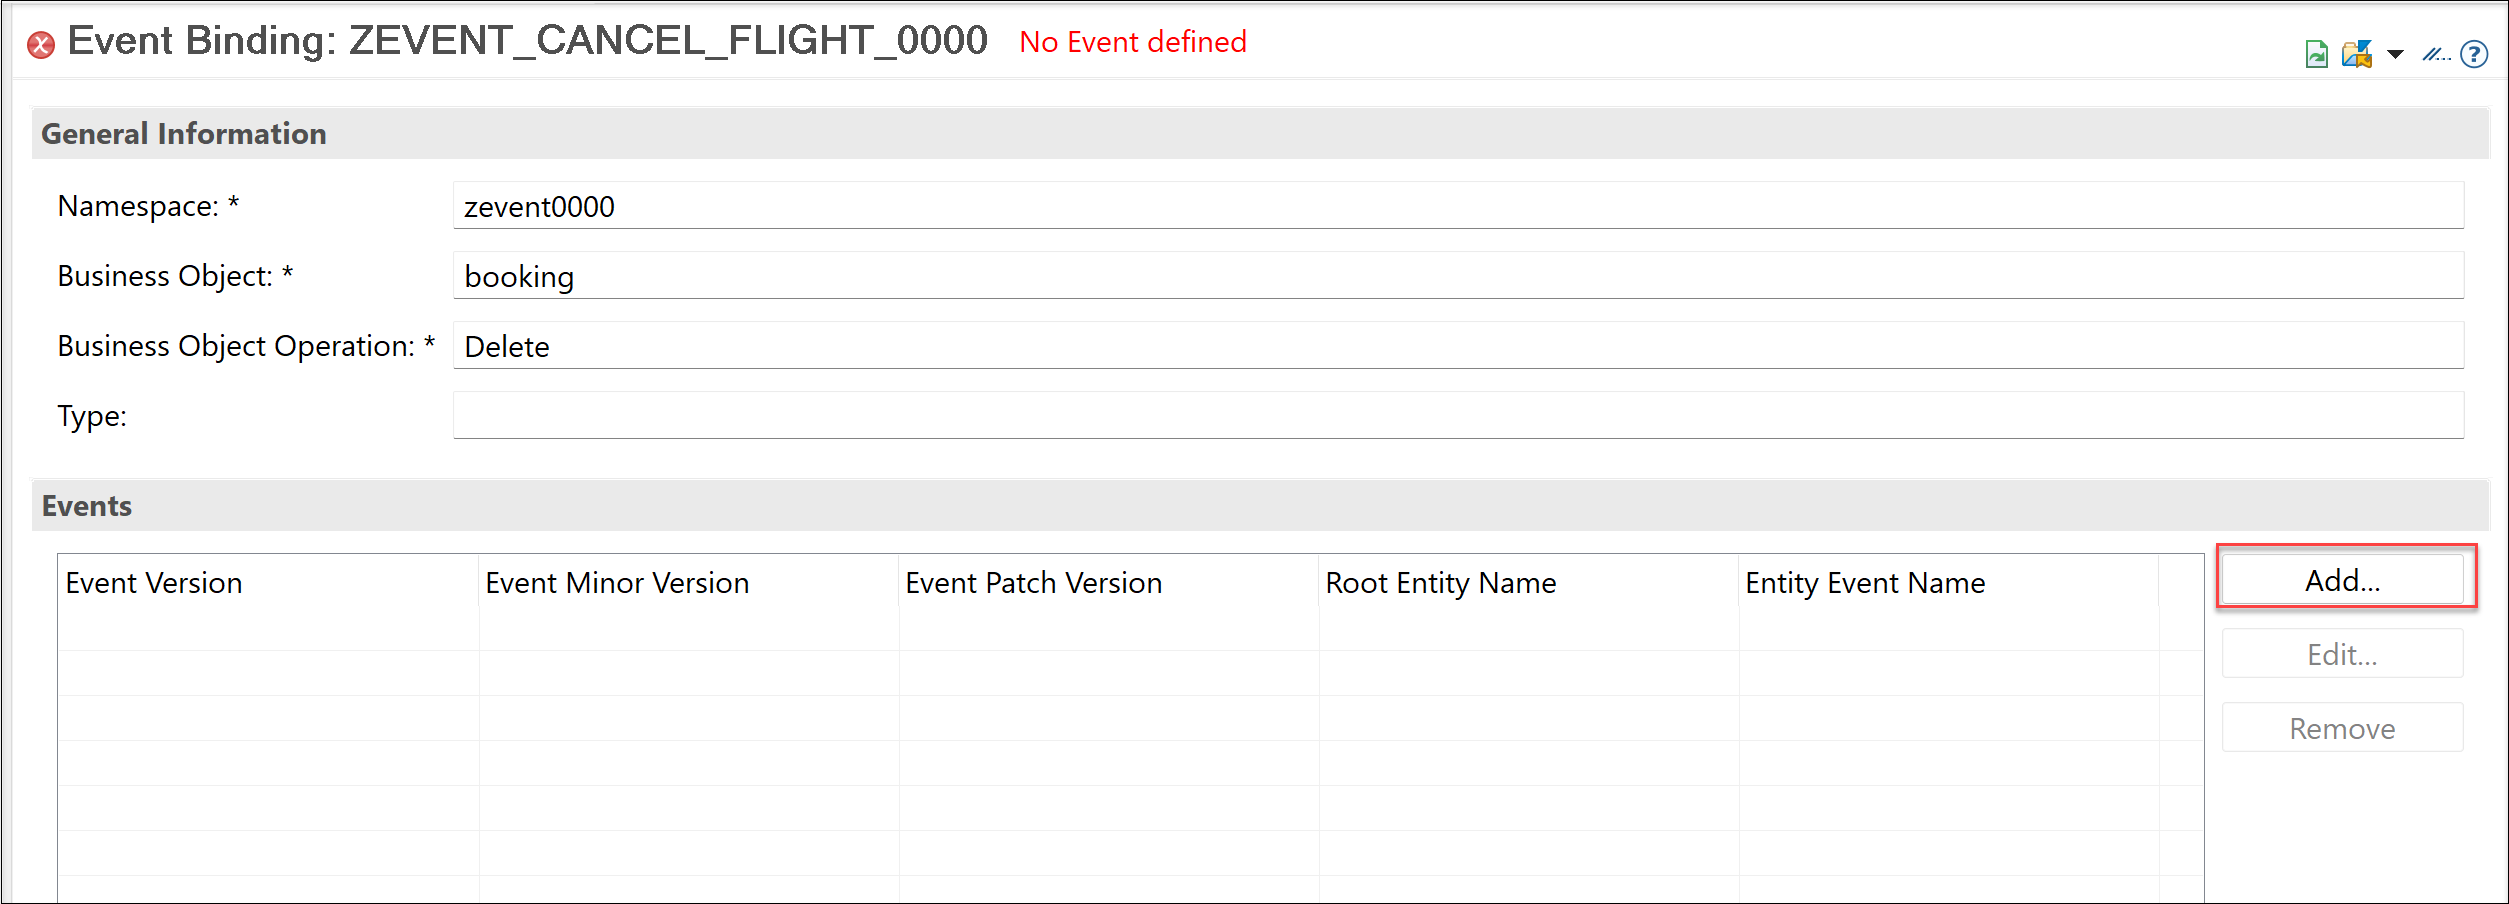 Event Binding: ZEVENT_CANCEL_FLIGHT_0000 No Event defined
General Information
Namespace: * zevent0000
Business Object: * booking
Business Object Operation: * Delete
Type:
Events
Event Version Event Minor Version Event Patch Version Root Entity Name Entity Event Name Add...
Edit...
Remove